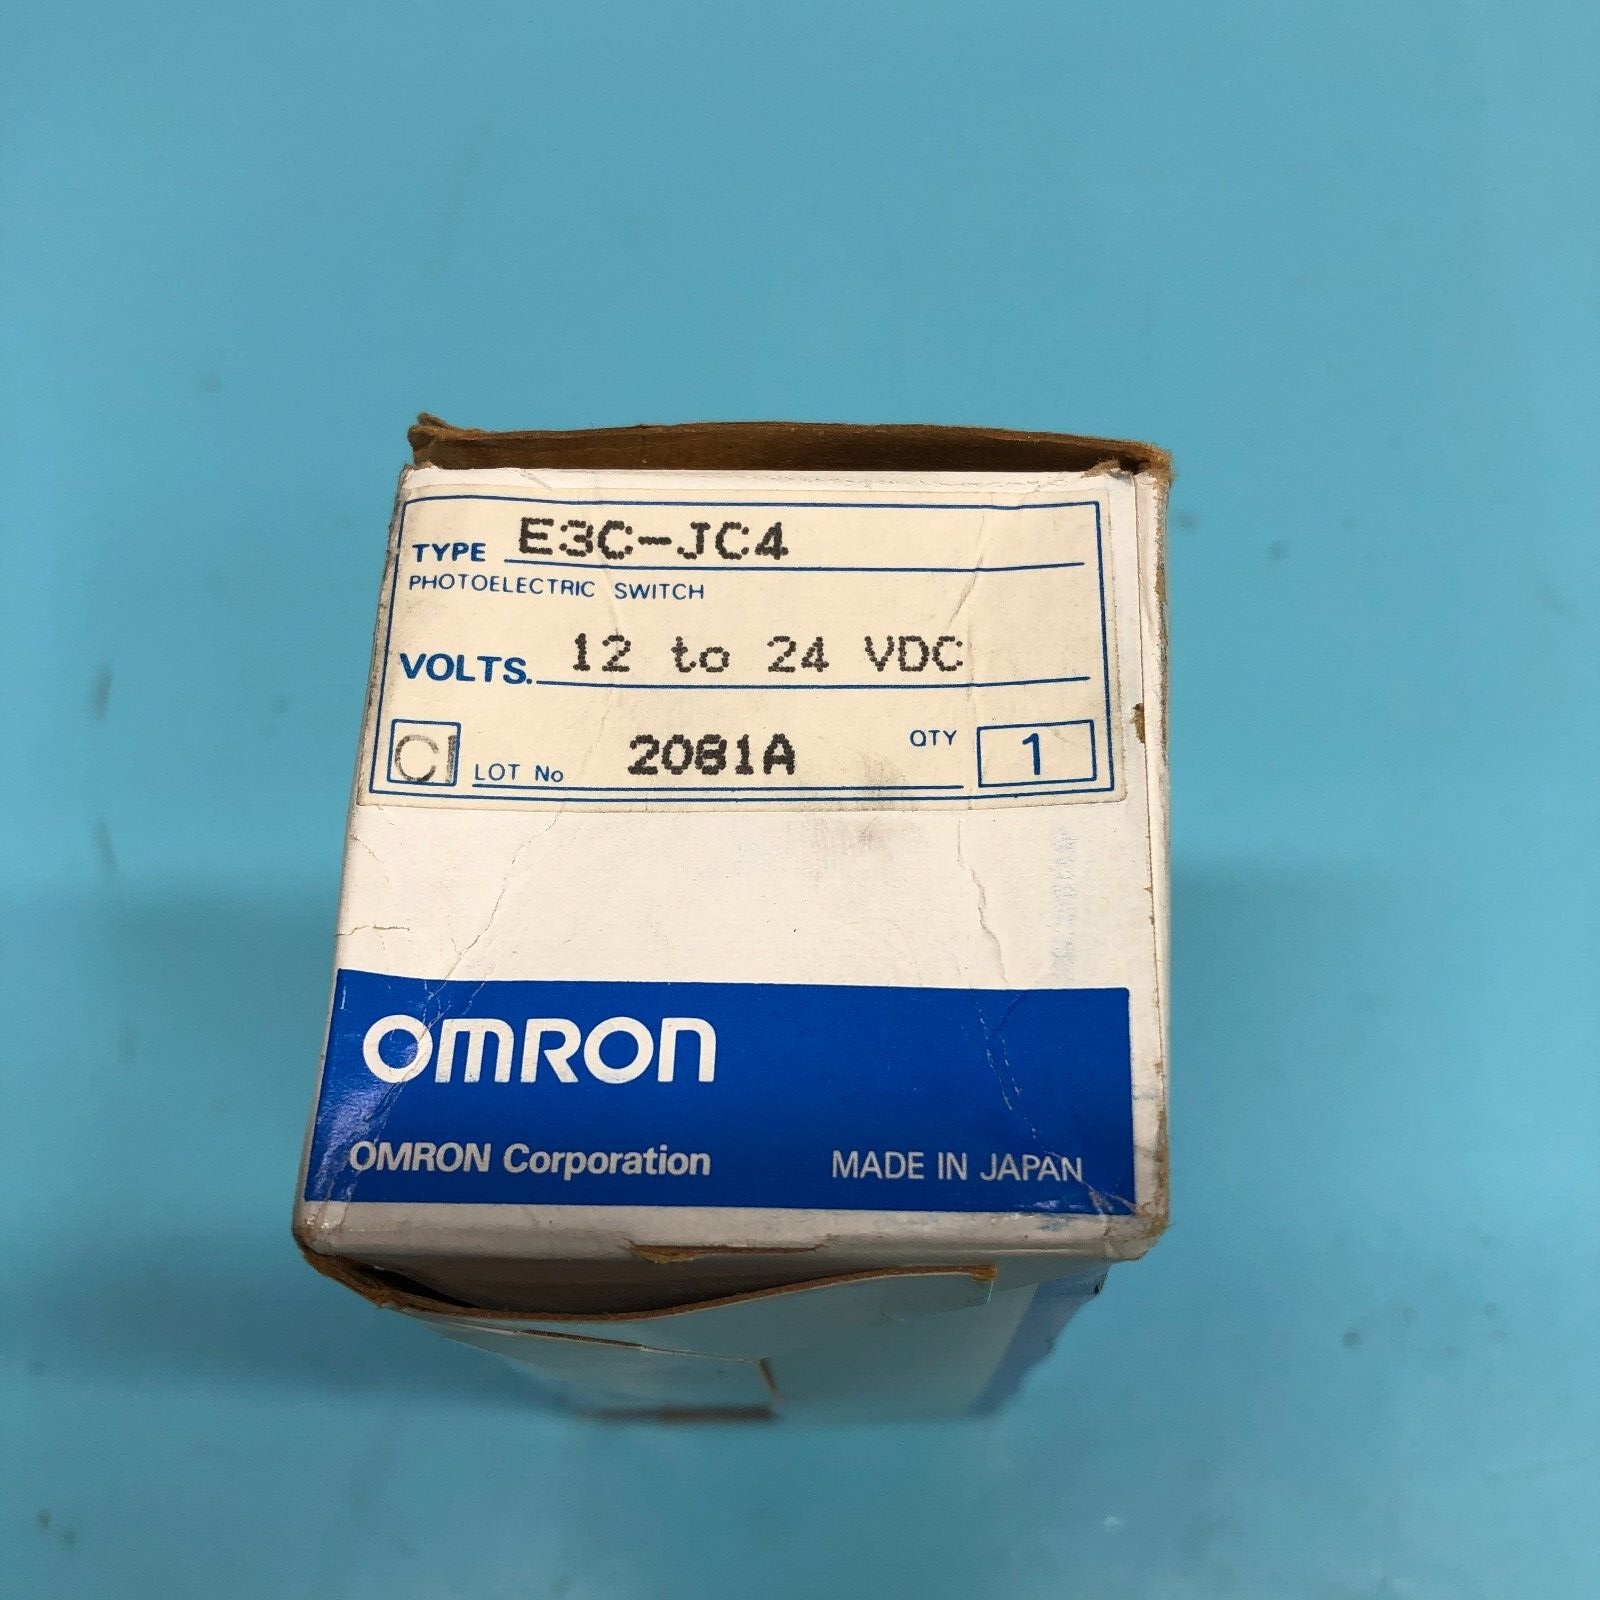 TYPE E3C-JC4
PHOTOELECTRIC SWITCH
VOLTS. 12 to 24 VDC
CI LOT No 2081A QTY 1
OMRON
OMRON Corporation MADE IN JAPAN